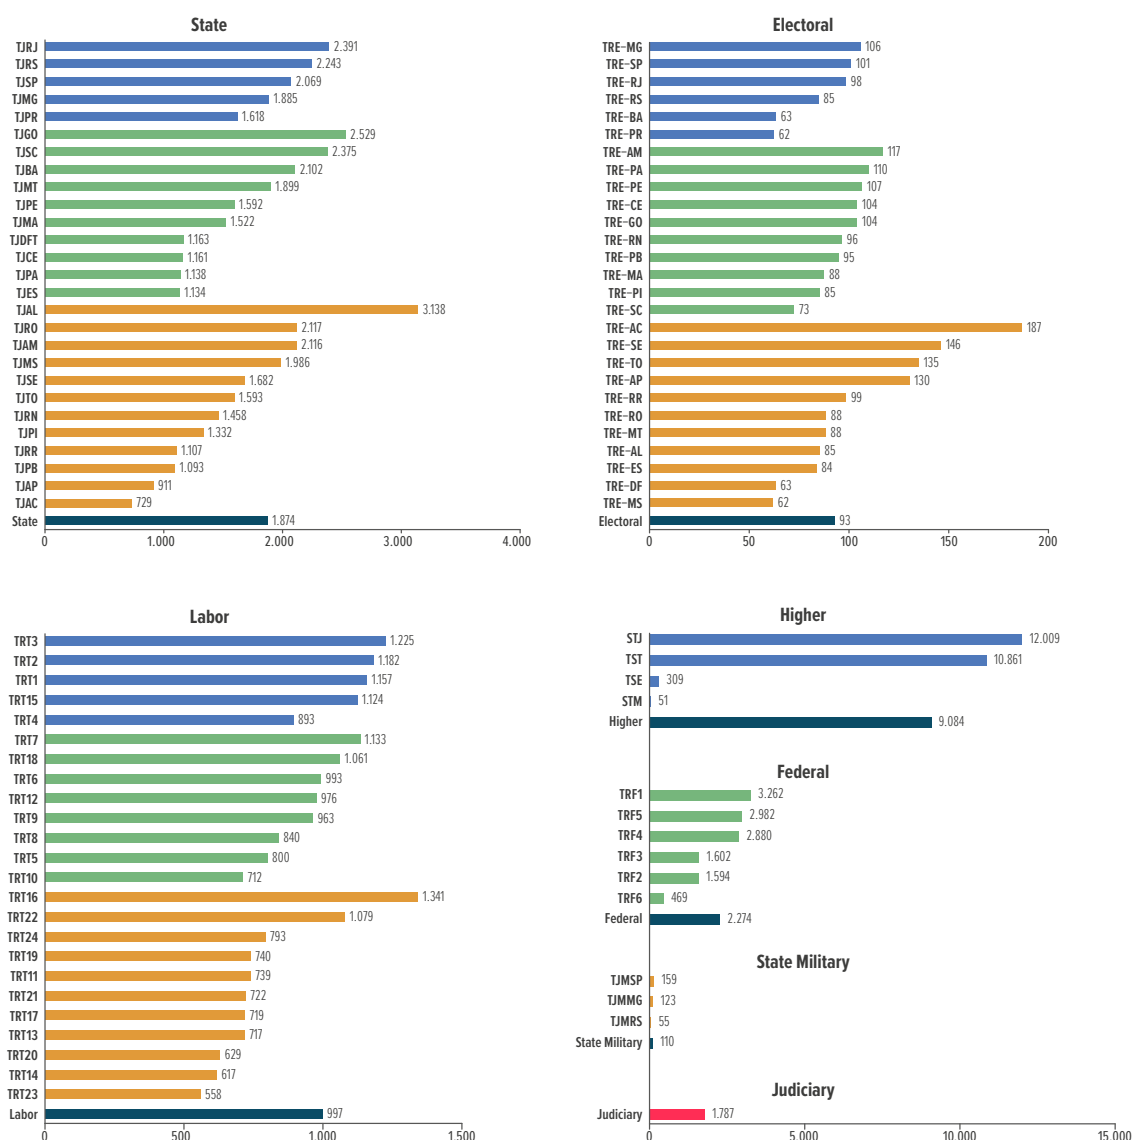 State
TJRJ 2.391
TJRS 2.243
TJSP 2.069
TJMG 1.885
TJPR 1.618
TJGO 2.529
TJSC 2.375
TJBA 2.102
TJMT 1.899
TJPE 1.592
TJMA 1.522
TJDFT 1.163
TJCE 1.161
TJPA 1.138
TJES 1.134
TJAL 3.138
TJRO 2.117
TJAM 2.116
TJMS 1.986
TJSE 1.682
TJTO 1.593
TJRN 1.458
TJPI 1.332
TJRR 1.107
TJPB 1.093
TJAP 911
TJAC 729
State 1.874
0 1.000 2.000 3.000 4.000
Electoral
TRE-MG 106
TRE-SP 101
TRE-RJ 98
TRE-RS 85
TRE-BA 63
TRE-PR 62
TRE-AM 117
TRE-PA 110
TRE-PE 107
TRE-CE 104
TRE-GO 104
TRE-RN 96
TRE-PB 95
TRE-MA 88
TRE-PI 85
TRE-SC 73
TRE-AC 187
TRE-SE 146
TRE-TO 135
TRE-AP 130
TRE-RR 99
TRE-RO 88
TRE-MT 88
TRE-AL 85
TRE-ES 84
TRE-DF 63
TRE-MS 62
Electoral 93
0 50 100 150 200
Labor
TRT3 1.225
TRT2 1.182
TRT1 1.157
TRT15 1.124
TRT4 893
TRT7 1.133
TRT18 1.061
TRT6 993
TRT12 976
TRT9 963
TRT8 840
TRT5 800
TRT10 712
TRT16 1.341
TRT22 1.079
TRT24 793
TRT19 740
TRT11 739
TRT21 722
TRT17 719
TRT13 717
TRT20 629
TRT14 617
TRT23 558
Labor 997
0 500 1.000 1.500
Higher
STJ 12.009
TST 10.861
TSE 309
STM 51
Higher 9.084
Federal
TRF1 3.262
TRF5 2.982
TRF4 2.880
TRF3 1.602
TRF2 1.594
TRF6 469
Federal 2.274
State Military
TJMSP 159
TJMMG 123
TJMRS 55
State Military 110
Judiciary
Judiciary 1.787
0 5.000 10.000 15.000